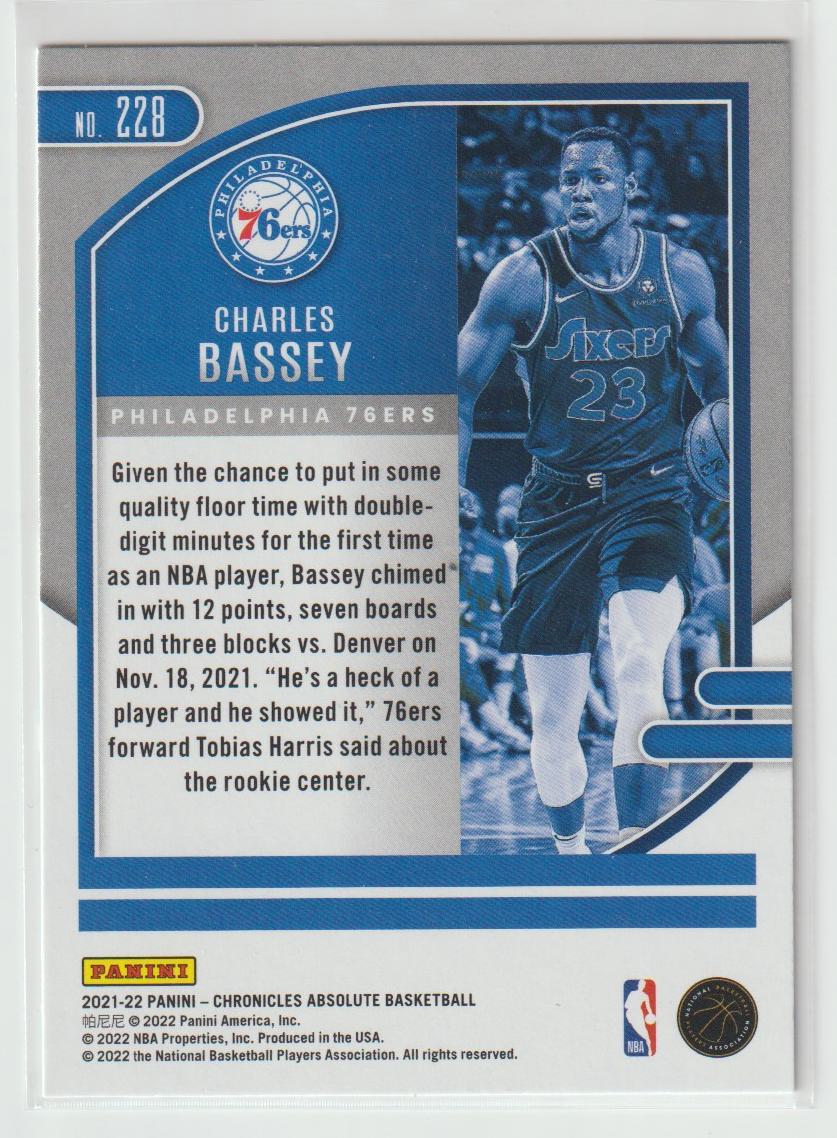 NO. 228
PHILADELPHIA
76ers
CHARLES
BASSEY
PHILADELPHIA 76ERS
Given the chance to put in some
quality floor time with double-
digit minutes for the first time
as an NBA player, Bassey chimed
in with 12 points, seven boards
and three blocks vs. Denver on
Nov. 18, 2021. “He’s a heck of a
player and he showed it,” 76ers
forward Tobias Harris said about
the rookie center.
Sixers
23
PANINI
2021-22 PANINI – CHRONICLES ABSOLUTE BASKETBALL
帕尼尼 © 2022 Panini America, Inc.
© 2022 NBA Properties, Inc. Produced in the USA.
© 2022 the National Basketball Players Association. All rights reserved.
NBA
NATIONAL BASKETBALL
PLAYERS ASSOCIATION